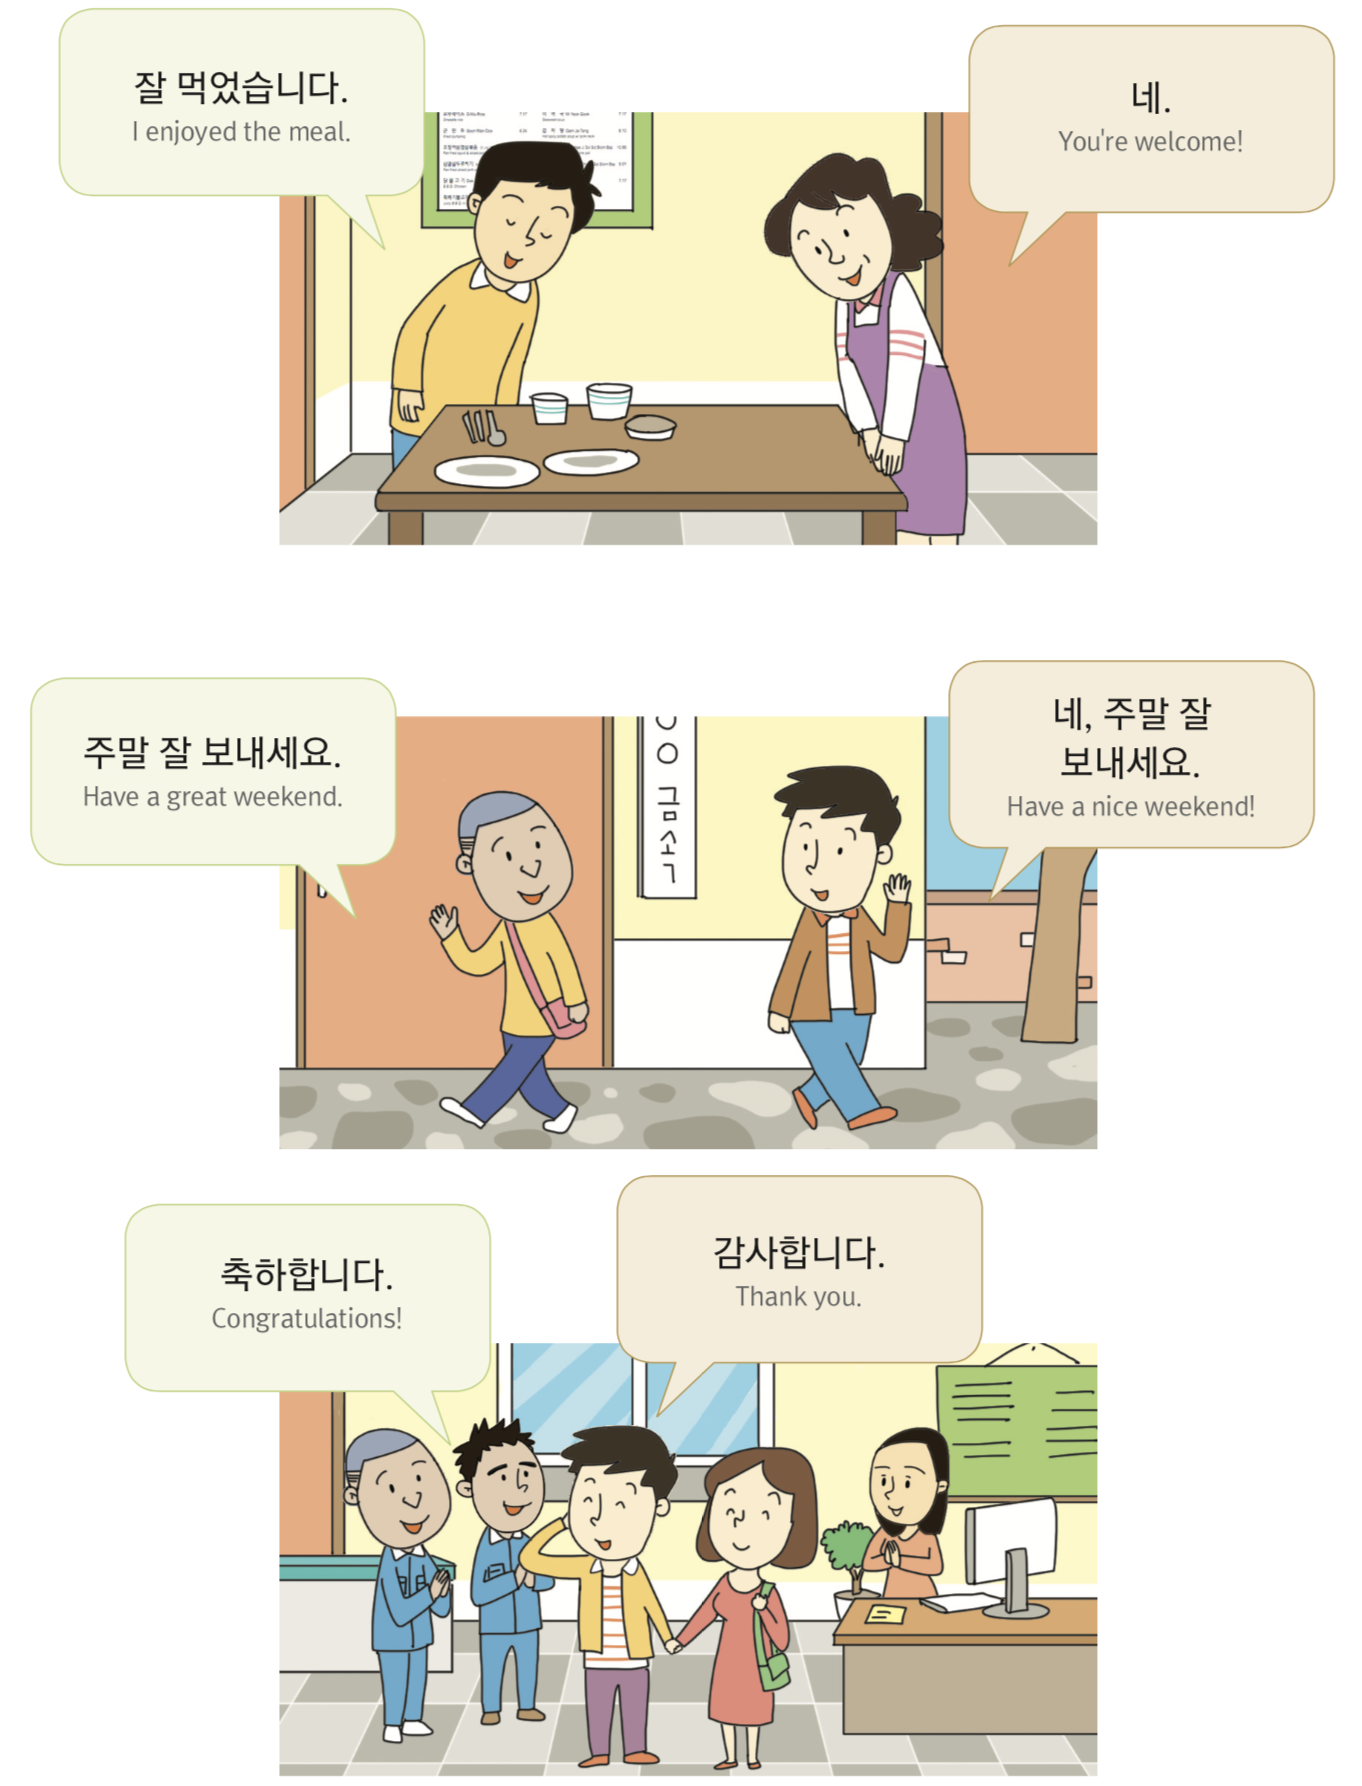 잘 먹었습니다.
I enjoyed the meal.
네.
You're welcome!
주말 잘 보내세요.
Have a great weekend.
네, 주말 잘
보내세요.
Have a nice weekend!
금
소
축하합니다.
Congratulations!
감사합니다.
Thank you.